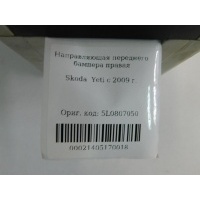 Направляющая переднего
бампера правая
Skoda Yeti с 2009 г.
Ориг. код: 5L0807050
00021405170018